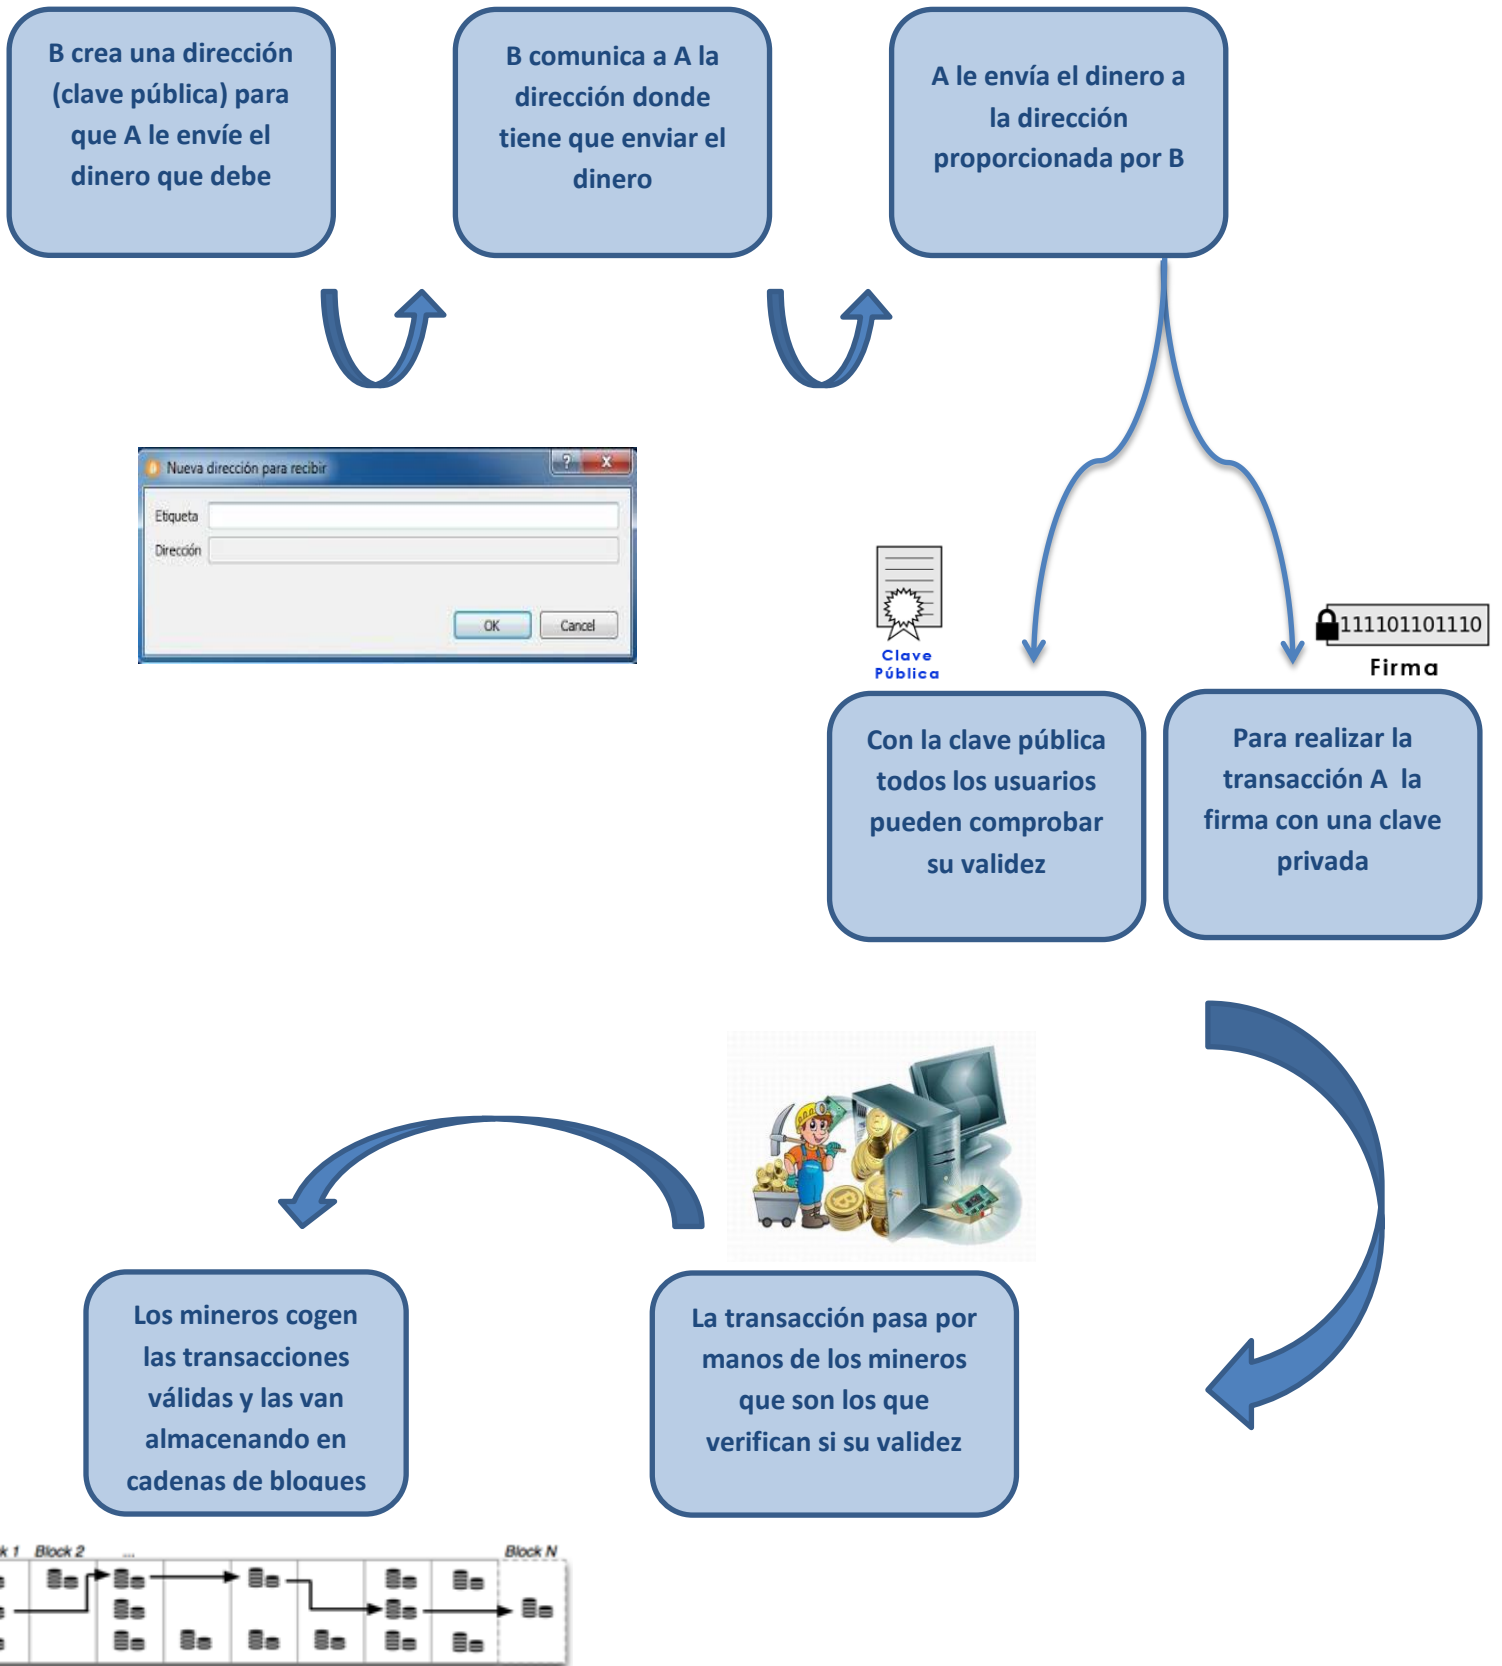 B crea una dirección
(clave pública) para
que A le envíe el
dinero que debe
B comunica a A la
dirección donde
tiene que enviar el
dinero
A le envía el dinero a
la dirección
proporcionada por B
Nueva dirección para recibir
Etiqueta
Dirección
OK
Cancel
Clave
Pública
111101101110
Firma
Con la clave pública
todos los usuarios
pueden comprobar
su validez
Para realizar la
transacción A la
firma con una clave
privada
Los mineros cogen
las transacciones
válidas y las van
almacenando en
cadenas de bloques
La transacción pasa por
manos de los mineros
que son los que
verifican si su validez
k 1 Block 2 ... Block N